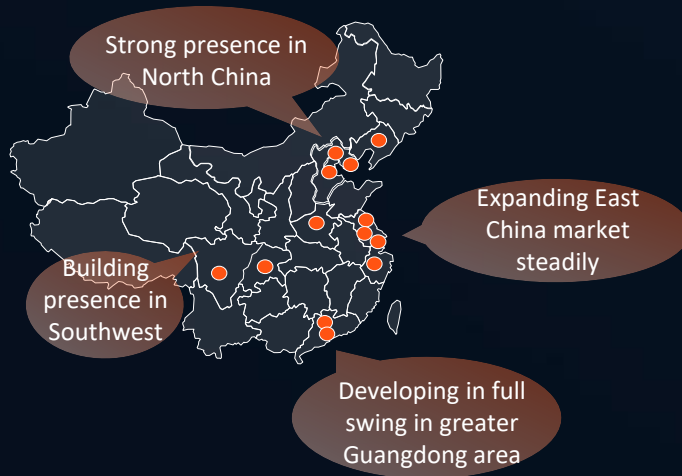 Strong presence in
North China
Expanding East
China market
steadily
Building
presence in
Southwest
Developing in full
swing in greater
Guangdong area